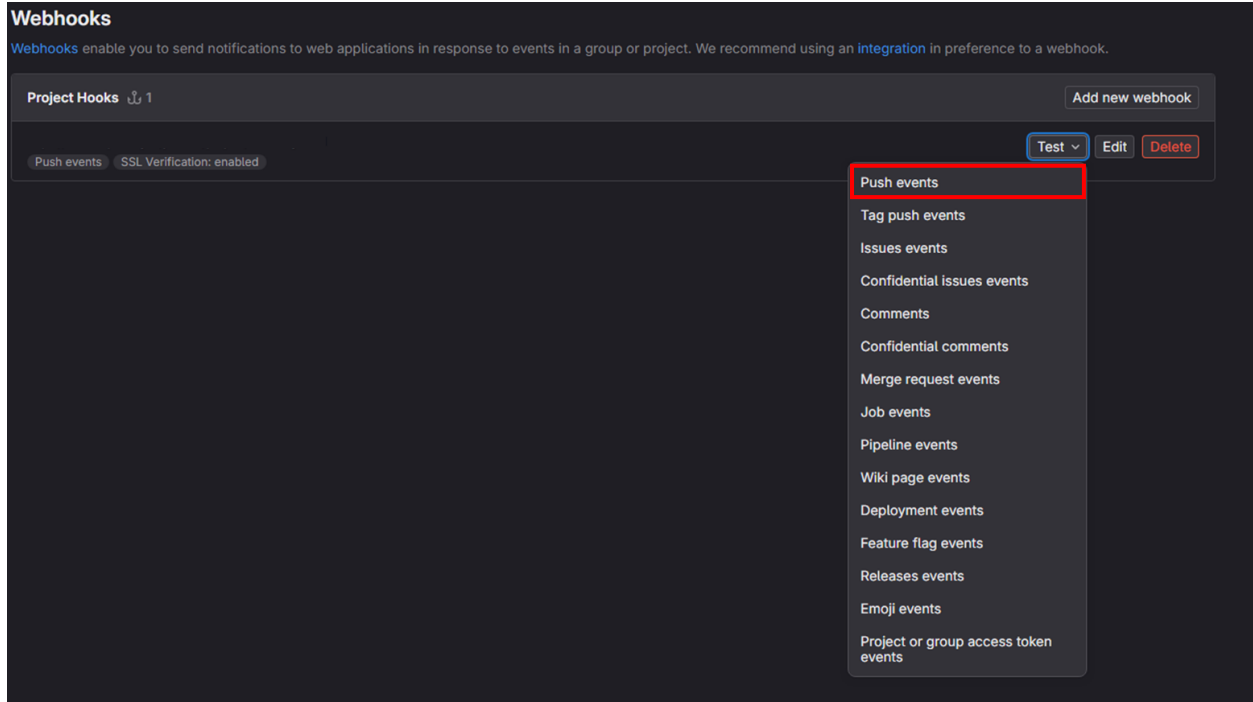 Webhooks
Webhooks enable you to send notifications to web applications in response to events in a group or project. We recommend using an integration in preference to a webhook.
Project Hooks 1
Add new webhook
Test Edit Delete
Push events SSL Verification: enabled
Push events
Tag push events
Issues events
Confidential issues events
Comments
Confidential comments
Merge request events
Job events
Pipeline events
Wiki page events
Deployment events
Feature flag events
Releases events
Emoji events
Project or group access token
events